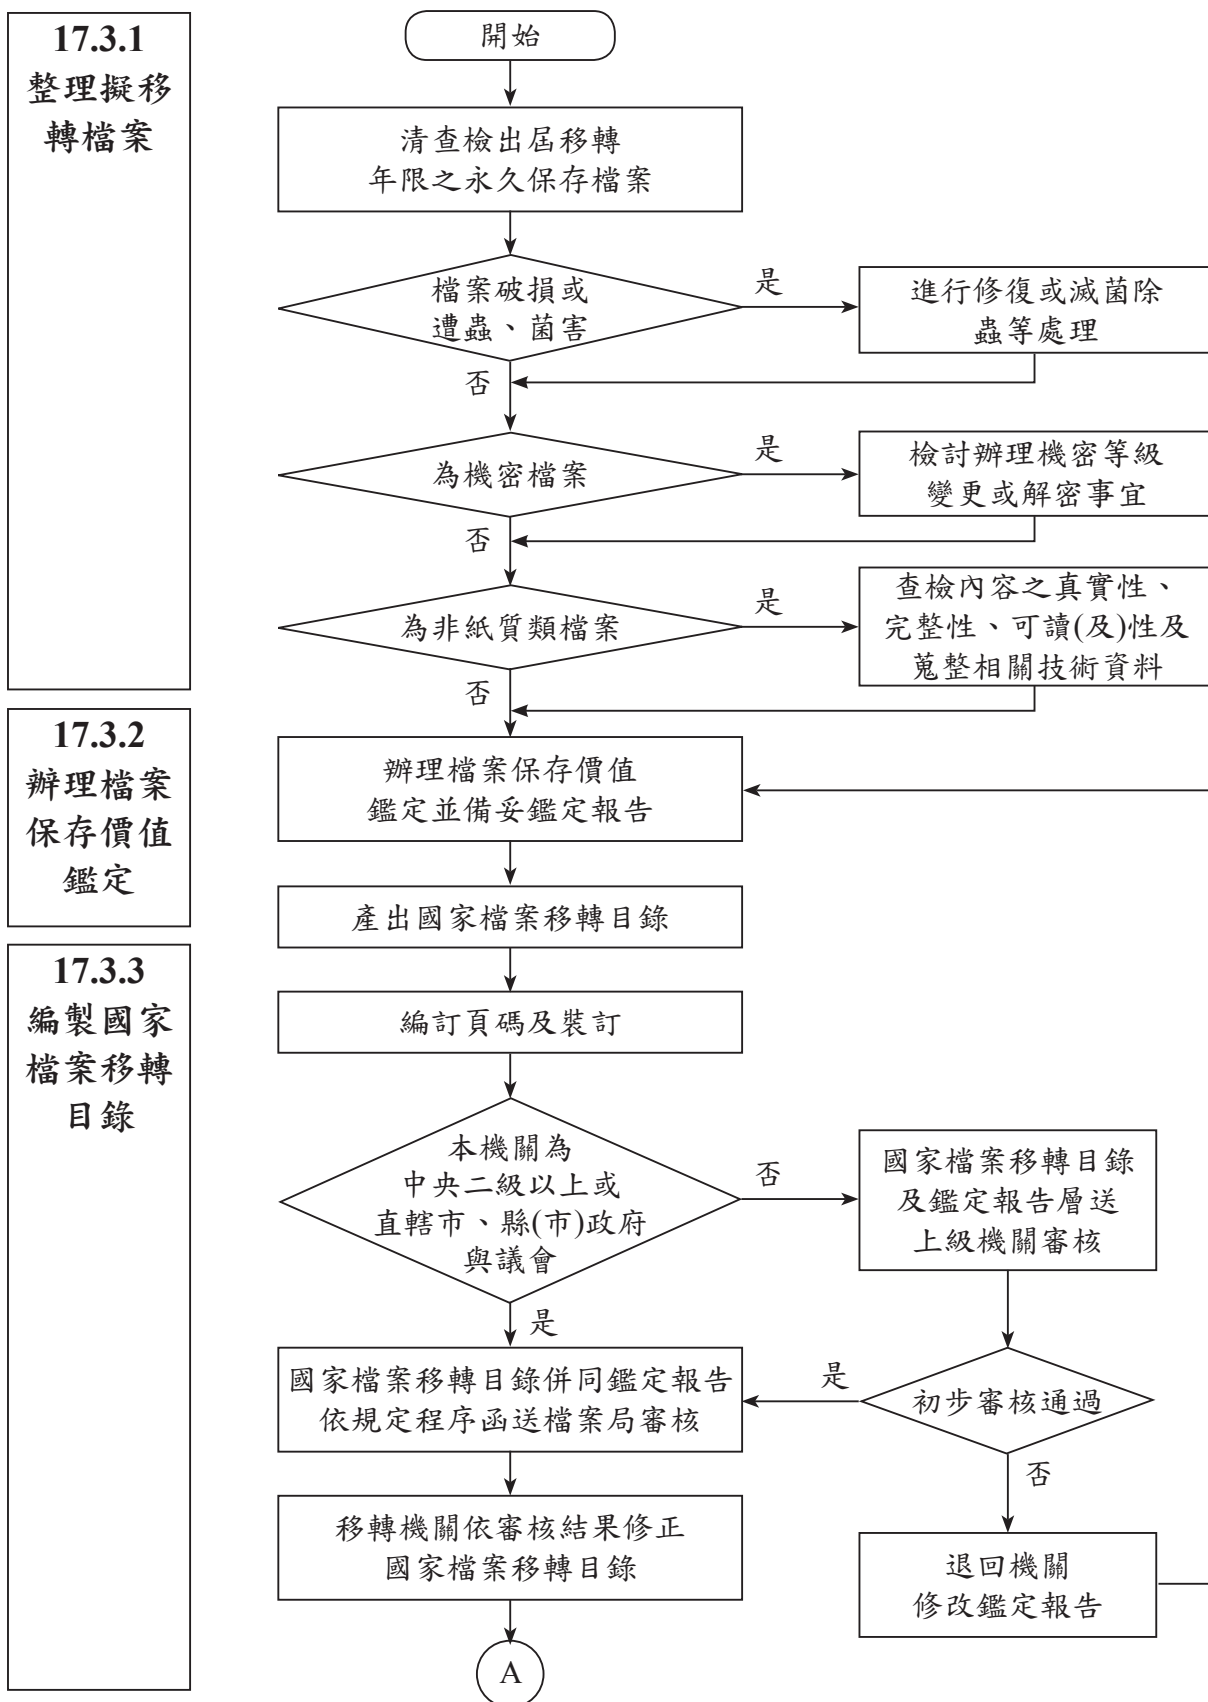 17.3.1
整理擬移
轉檔案
開始
清查檢出屆移轉
年限之永久保存檔案
檔案破損或
遭蟲、菌害
是
進行修復或滅菌除
蟲等處理
否
為機密檔案
是
檢討辦理機密等級
變更或解密事宜
否
為非紙質類檔案
是
查檢內容之真實性、
完整性、可讀(及)性及
蒐整相關技術資料
否
17.3.2
辦理檔案
保存價值
鑑定
辦理檔案保存價值
鑑定並備妥鑑定報告
產出國家檔案移轉目錄
17.3.3
編製國家
檔案移轉
目錄
編訂頁碼及裝訂
本機關為
中央二級以上或
直轄市、縣(市)政府
與議會
否
國家檔案移轉目錄
及鑑定報告層送
上級機關審核
是
國家檔案移轉目錄併同鑑定報告
依規定程序函送檔案局審核
是
初步審核通過
否
移轉機關依審核結果修正
國家檔案移轉目錄
退回機關
修改鑑定報告
A